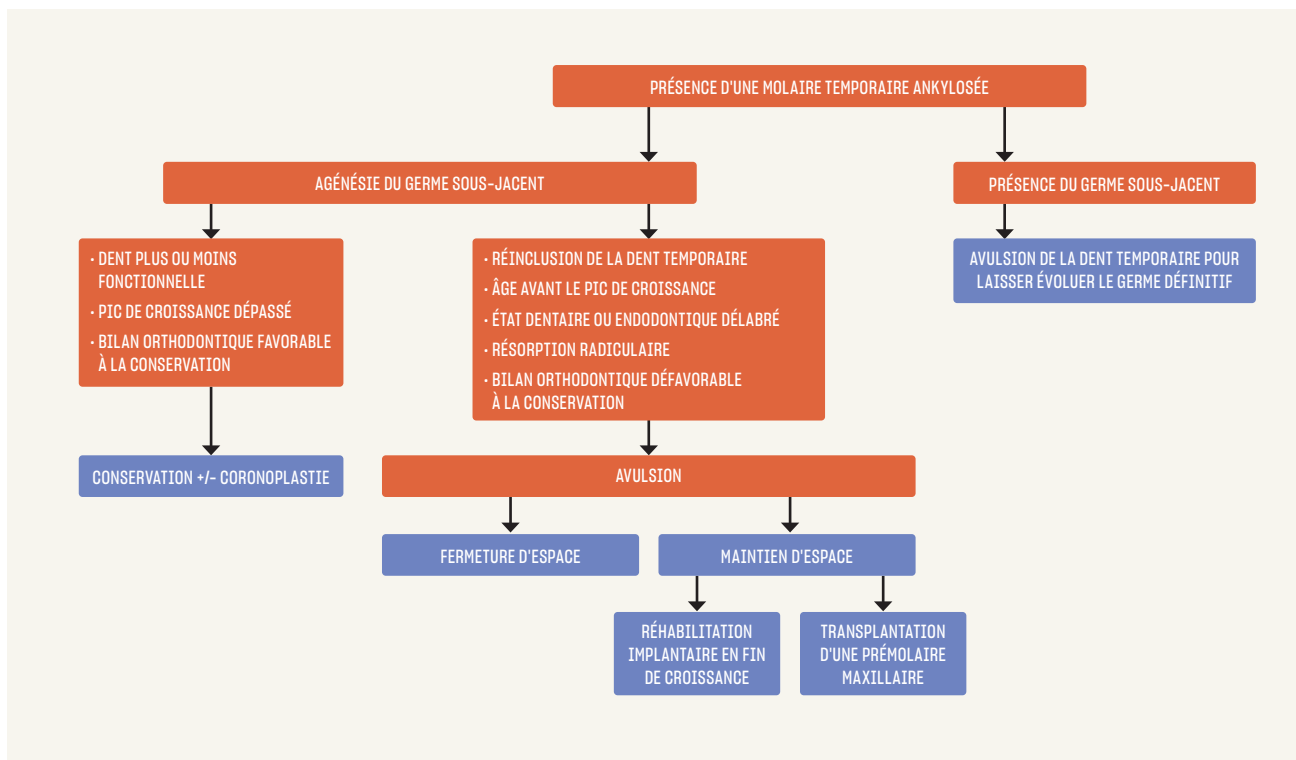 PRÉSENCE D'UNE MOLAIRE TEMPORAIRE ANKYLOSÉE
AGÉNÉSIE DU GERME SOUS-JACENT
PRÉSENCE DU GERME SOUS-JACENT
· DENT PLUS OU MOINS
FONCTIONNELLE
· PIC DE CROISSANCE DÉPASSÉ
· BILAN ORTHODONTIQUE FAVORABLE
À LA CONSERVATION
· RÉINCLUSION DE LA DENT TEMPORAIRE
· ÂGE AVANT LE PIC DE CROISSANCE
· ÉTAT DENTAIRE OU ENDODONTIQUE DÉLABRÉ
· RÉSORPTION RADICULAIRE
· BILAN ORTHODONTIQUE DÉFAVORABLE
À LA CONSERVATION
AVULSION DE LA DENT TEMPORAIRE POUR
LAISSER ÉVOLUER LE GERME DÉFINITIF
CONSERVATION +/- CORONOPLASTIE
AVULSION
FERMETURE D'ESPACE
MAINTIEN D'ESPACE
RÉHABILITATION
IMPLANTAIRE EN FIN
DE CROISSANCE
TRANSPLANTATION
D'UNE PRÉMOLAIRE
MAXILLAIRE